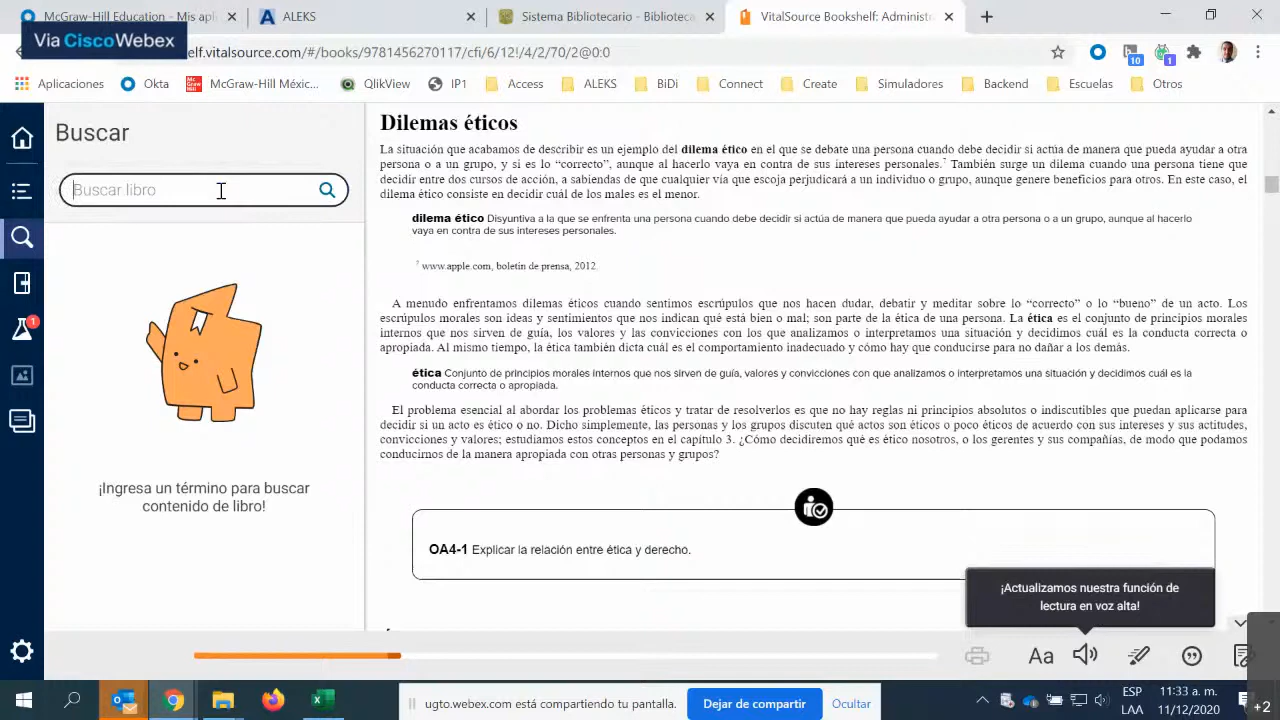 McGraw-Hill Education - Mis apl
ALEKS
Sistema Bibliotecario - Bibliotec
VitalSource Bookshelf: Administ
Via CiscoWebex
elf.vitalsource.com/#/books/9781456270117/cfi/6/12!/4/2/70/2@0:0
10
1
Aplicaciones
Okta
McGraw-Hill Méxic...
QlikView
IP1
Access
ALEKS
BiDi
Connect
Create
Simuladores
Backend
Escuelas
Otros
Buscar
Buscar libro
1
¡Ingresa un término para buscar
contenido de libro!
Dilemas éticos
La situación que acabamos de describir es un ejemplo del dilema ético en el que se debate una persona cuando debe decidir si actúa de manera que pueda ayudar a otra
persona o a un grupo, y si es lo “correcto”, aunque al hacerlo vaya en contra de sus intereses personales.7 También surge un dilema cuando una persona tiene que
decidir entre dos cursos de acción, a sabiendas de que cualquier vía que escoja perjudicará a un individuo o grupo, aunque genere beneficios para otros. En este caso, el
dilema ético consiste en decidir cuál de los males es el menor.
dilema ético Disyuntiva a la que se enfrenta una persona cuando debe decidir si actúa de manera que pueda ayudar a otra persona o a un grupo, aunque al hacerlo
vaya en contra de sus intereses personales.
7 www.apple.com, boletín de prensa, 2012.
A menudo enfrentamos dilemas éticos cuando sentimos escrúpulos que nos hacen dudar, debatir y meditar sobre lo “correcto” o lo “bueno” de un acto. Los
escrúpulos morales son ideas y sentimientos que nos indican qué está bien o mal; son parte de la ética de una persona. La ética es el conjunto de principios morales
internos que nos sirven de guía, los valores y las convicciones con los que analizamos o interpretamos una situación y decidimos cuál es la conducta correcta o
apropiada. Al mismo tiempo, la ética también dicta cuál es el comportamiento inadecuado y cómo hay que conducirse para no dañar a los demás.
ética Conjunto de principios morales internos que nos sirven de guía, valores y convicciones con que analizamos o interpretamos una situación y decidimos cuál es la
conducta correcta o apropiada.
El problema esencial al abordar los problemas éticos y tratar de resolverlos es que no hay reglas ni principios absolutos o indiscutibles que puedan aplicarse para
decidir si un acto es ético o no. Dicho simplemente, las personas y los grupos discuten qué actos son éticos o poco éticos de acuerdo con sus intereses y sus actitudes,
convicciones y valores; estudiamos estos conceptos en el capítulo 3. ¿Cómo decidiremos qué es ético nosotros, o los gerentes y sus compañías, de modo que podamos
conducirnos de la manera apropiada con otras personas y grupos?
OA4-1 Explicar la relación entre ética y derecho.
¡Actualizamos nuestra función de
lectura en voz alta!
Aa
ugto.webex.com está compartiendo tu pantalla.
Dejar de compartir
Ocultar
ESP
LAA
11:33 a. m.
11/12/2020
+2